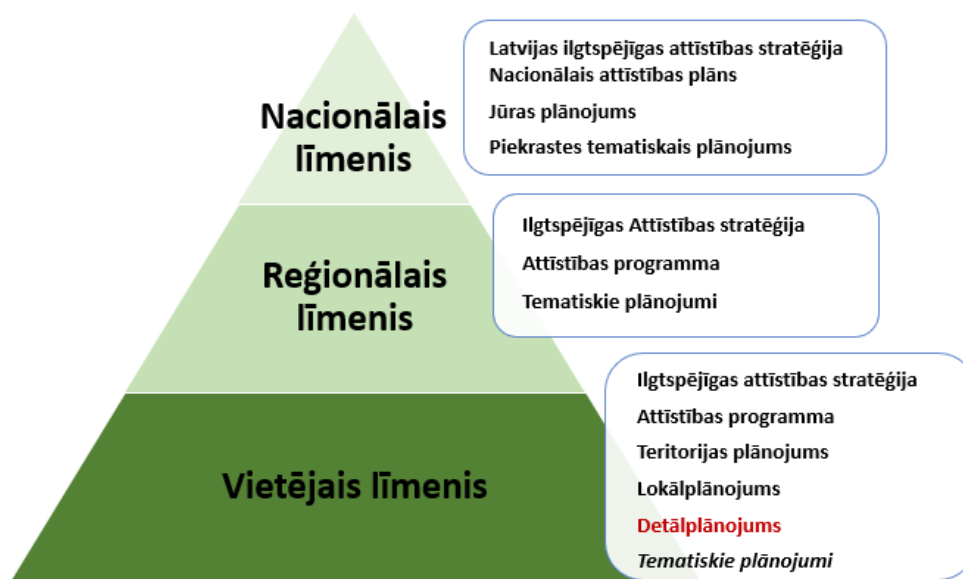 Nacionālais
līmenis
Latvijas ilgtspējīgas attīstības stratēģija
Nacionālais attīstības plāns
Jūras plānojums
Piekrastes tematiskais plānojums
Reģionālais
līmenis
Ilgtspējīgas Attīstības stratēģija
Attīstības programma
Tematiskie plānojumi
Vietējais līmenis
Ilgtspējīgas attīstības stratēģija
Attīstības programma
Teritorijas plānojums
Lokālplānojums
Detālplānojums
Tematiskie plānojumi